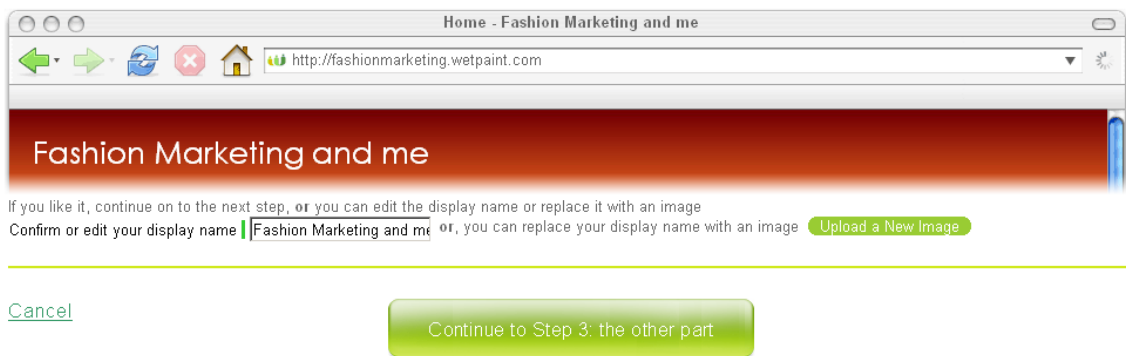 Home - Fashion Marketing and me
http://fashionmarketing.wetpaint.com
Fashion Marketing and me
If you like it, continue on to the next step, or you can edit the display name or replace it with an image
Confirm or edit your display name Fashion Marketing and me or, you can replace your display name with an image Upload a New Image
Cancel
Continue to Step 3: the other part